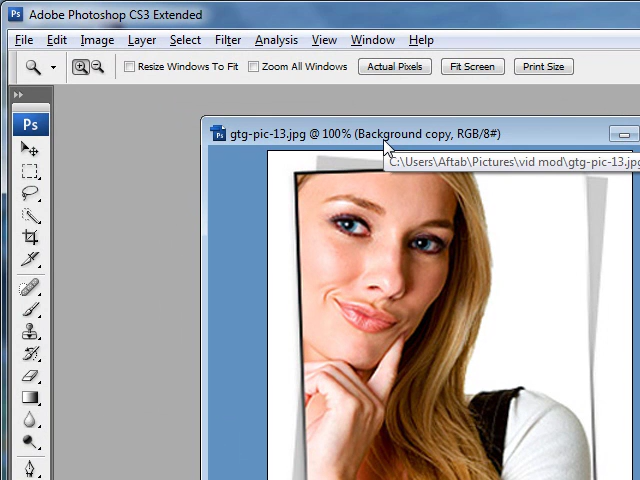 Ps Adobe Photoshop CS3 Extended
File Edit Image Layer Select Filter Analysis View Window Help
Resize Windows To Fit Zoom All Windows Actual Pixels Fit Screen Print Size
Ps
Ps gtg-pic-13.jpg @ 100% (Background copy, RGB/8#)
C:\Users\Aftab\Pictures\vid mod\gtg-pic-13.jpg